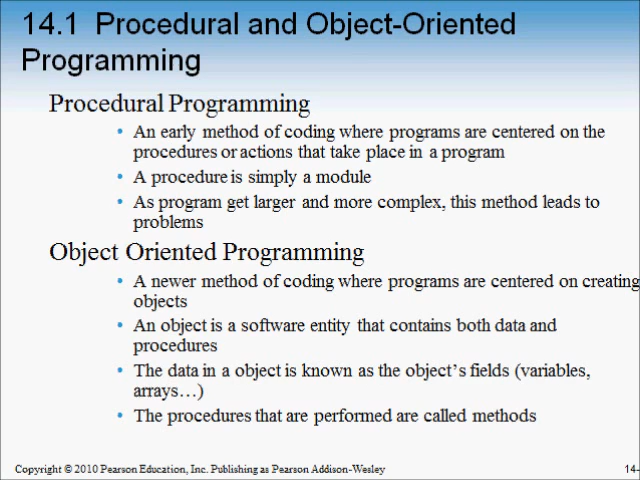 14.1 Procedural and Object-Oriented
Programming
Procedural Programming
• An early method of coding where programs are centered on the
procedures or actions that take place in a program
• A procedure is simply a module
• As program get larger and more complex, this method leads to
problems
Object Oriented Programming
• A newer method of coding where programs are centered on creating
objects
• An object is a software entity that contains both data and
procedures
• The data in a object is known as the object's fields (variables,
arrays…)
• The procedures that are performed are called methods
Copyright © 2010 Pearson Education, Inc. Publishing as Pearson Addison-Wesley
14-